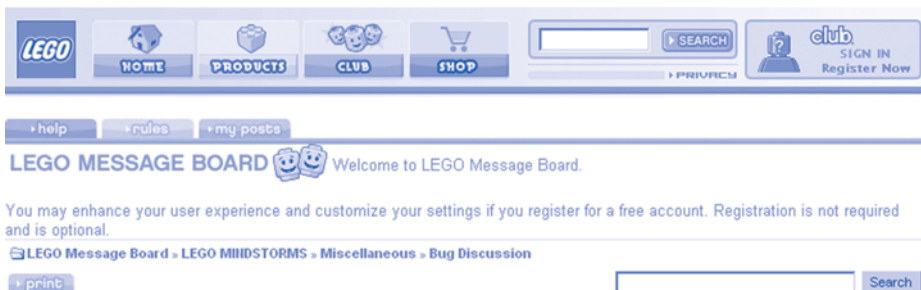 LEGO
HOME PRODUCTS CLUB SHOP
SEARCH
PRIVACY
club
SIGN IN
Register Now
help rules my posts
LEGO MESSAGE BOARD Welcome to LEGO Message Board.
You may enhance your user experience and customize your settings if you register for a free account. Registration is not required
and is optional.
LEGO Message Board » LEGO MINDSTORMS » Miscellaneous » Bug Discussion
print Search